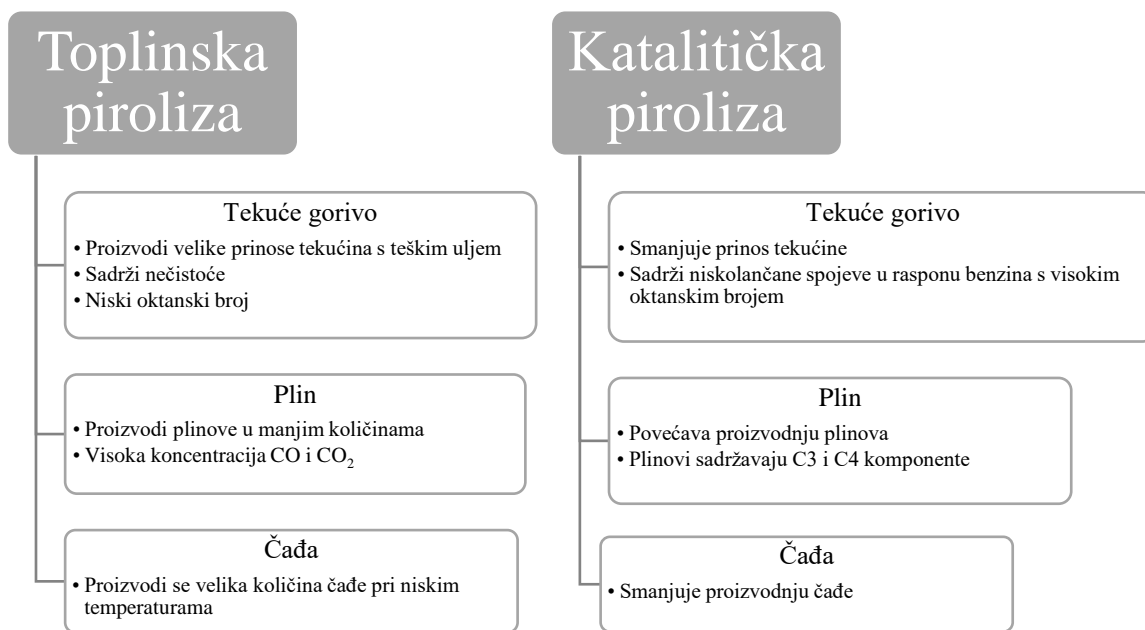 Toplinska
piroliza
Tekuće gorivo
• Proizvodi velike prinose tekućina s teškim uljem
• Sadrži nečistoće
• Niski oktanski broj
Plin
• Proizvodi plinove u manjim količinama
• Visoka koncentracija CO i CO₂
Čađa
• Proizvodi se velika količina čađe pri niskim
temperaturama
Katalitička
piroliza
Tekuće gorivo
• Smanjuje prinos tekućine
• Sadrži niskolančane spojeve u rasponu benzina s visokim
oktanskim brojem
Plin
• Povećava proizvodnju plinova
• Plinovi sadržavaju C3 i C4 komponente
Čađa
• Smanjuje proizvodnju čađe